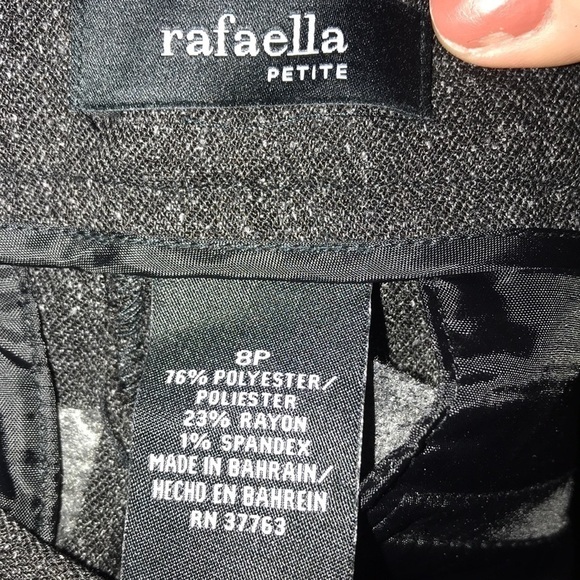 rafaella
PETITE
8P
76% POLYESTER/
POLIESTER
23% RAYON
1% SPANDEX
MADE IN BAHRAIN/
HECHO EN BAHREIN
RN 37763